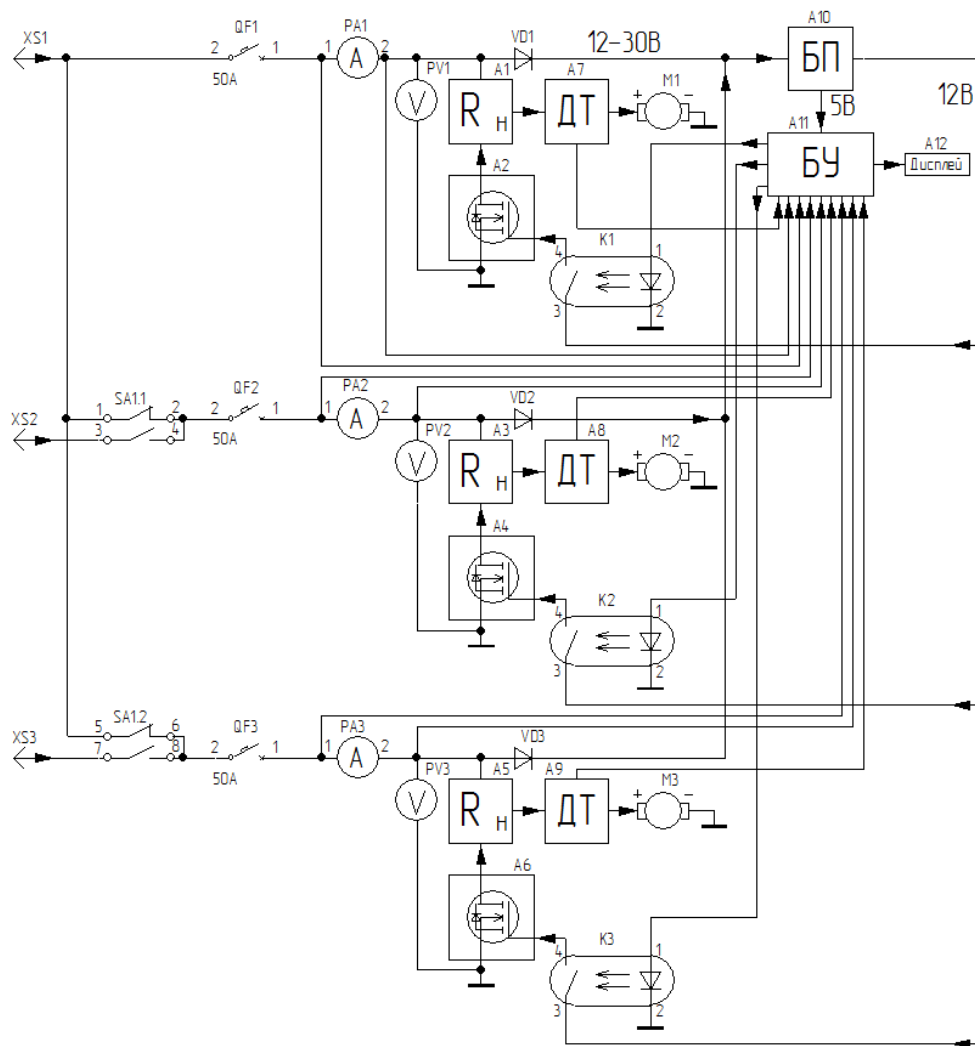 XS1
2 QF1 1
50А
PA1
1 А 2
VD1
12-30В
A10
БП
5В
12В
PV1
V
A1
R н
A7
ДТ
M1
+ −
A11
БУ
A12
Дисплей
A2
K1
4 1
3 2
XS2
SA1.1
1 2
3 4
2 QF2 1
50А
PA2
1 А 2
VD2
PV2
V
A3
R н
A8
ДТ
M2
+ −
A4
K2
4 1
3 2
XS3
SA1.2
5 6
7 8
2 QF3 1
50А
PA3
1 А 2
VD3
PV3
V
A5
R н
A9
ДТ
M3
+ −
A6
K3
4 1
3 2